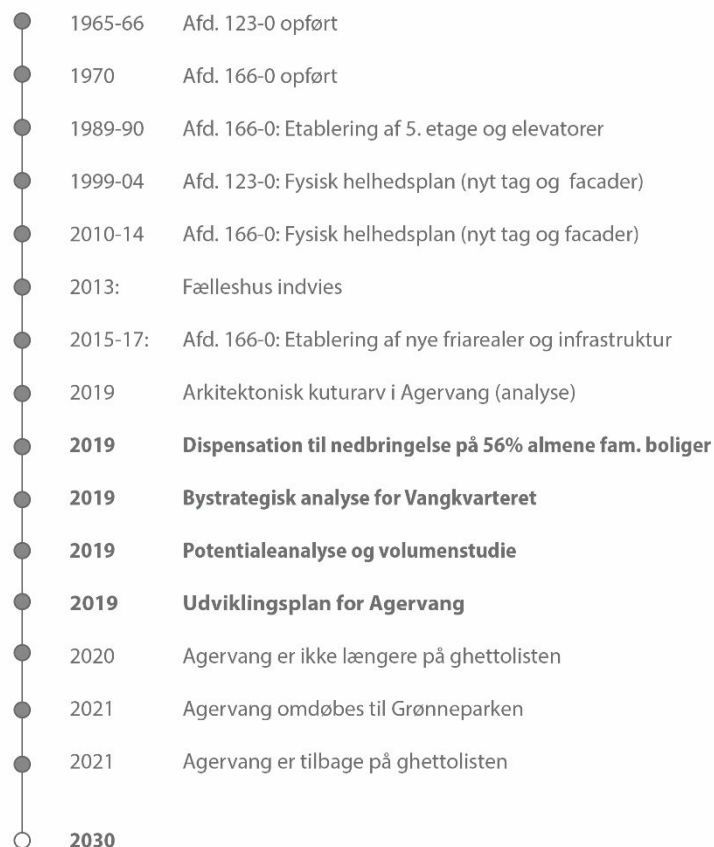 1965-66 Afd. 123-0 opført
1970 Afd. 166-0 opført
1989-90 Afd. 166-0: Etablering af 5. etage og elevatorer
1999-04 Afd. 123-0: Fysisk helhedsplan (nyt tag og facader)
2010-14 Afd. 166-0: Fysisk helhedsplan (nyt tag og facader)
2013: Fælleshus indvies
2015-17: Afd. 166-0: Etablering af nye friarealer og infrastruktur
2019 Arkitektonisk kuturarv i Agervang (analyse)
2019 Dispensation til nedbringelse på 56% almene fam. boliger
2019 Bystrategisk analyse for Vangkvarteret
2019 Potentialeanalyse og volumenstudie
2019 Udviklingsplan for Agervang
2020 Agervang er ikke længere på ghettolisten
2021 Agervang omdøbes til Grønneparken
2021 Agervang er tilbage på ghettolisten
2030